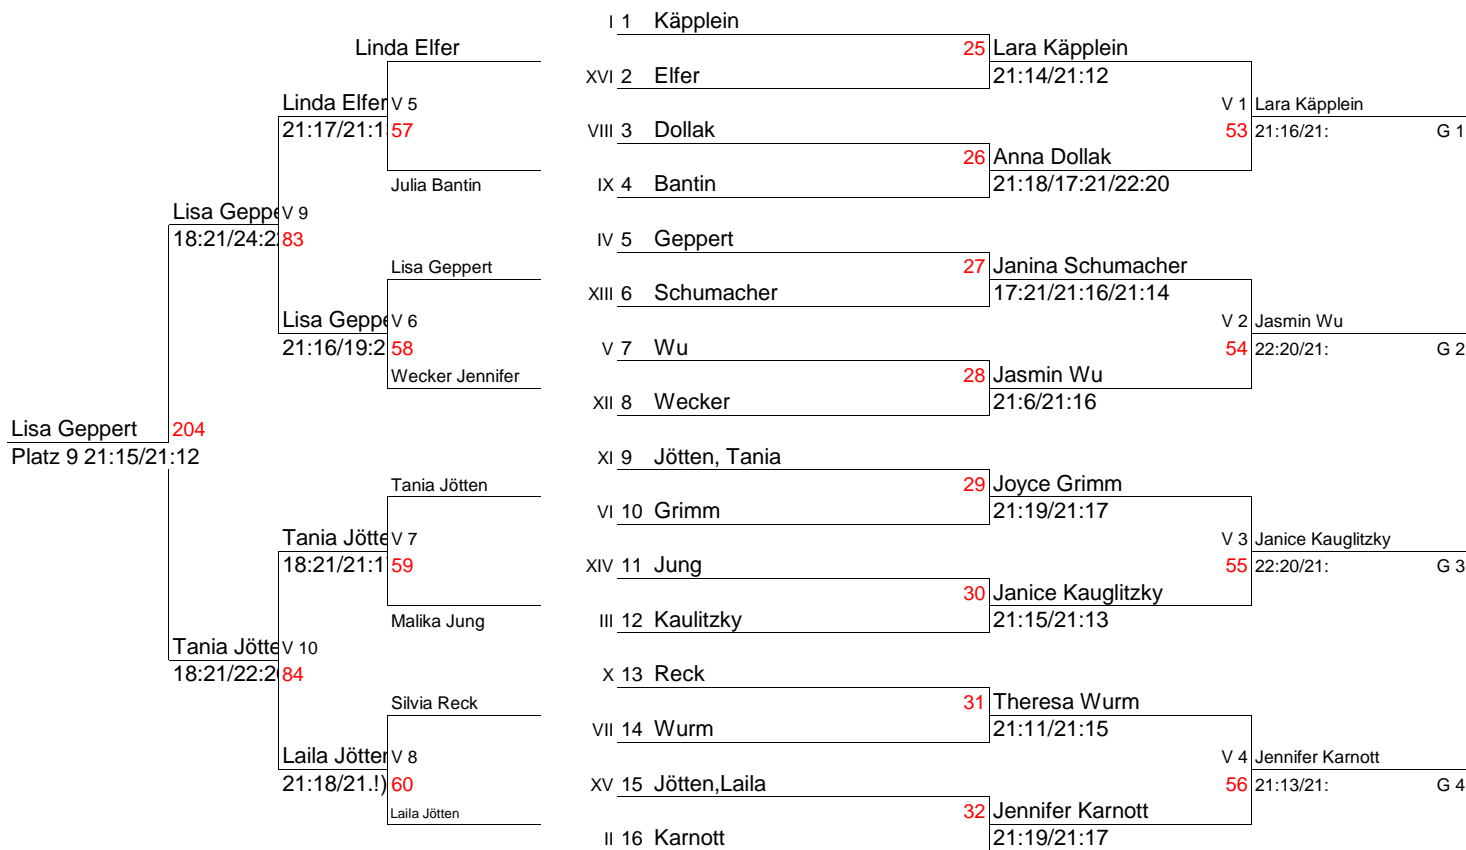 I 1 Käpplein
Linda Elfer 25 Lara Käpplein
XVI 2 Elfer 21:14/21:12
Linda Elfer V 5 V 1 Lara Käpplein
21:17/21:1 57 VIII 3 Dollak 53 21:16/21: G 1
26 Anna Dollak
Julia Bantin IX 4 Bantin 21:18/17:21/22:20
Lisa Geppe V 9
18:21/24:2 83 IV 5 Geppert
Lisa Geppert 27 Janina Schumacher
XIII 6 Schumacher 17:21/21:16/21:14
Lisa Geppe V 6 V 2 Jasmin Wu
21:16/19:2 58 V 7 Wu 54 22:20/21: G 2
Wecker Jennifer 28 Jasmin Wu
XII 8 Wecker 21:6/21:16
Lisa Geppert 204
Platz 9 21:15/21:12 XI 9 Jötten, Tania
Tania Jötten 29 Joyce Grimm
VI 10 Grimm 21:19/21:17
Tania Jötte V 7 V 3 Janice Kauglitzky
18:21/21:1 59 XIV 11 Jung 55 22:20/21: G 3
30 Janice Kauglitzky
Malika Jung III 12 Kaulitzky 21:15/21:13
Tania Jötte V 10
18:21/22:2 84 X 13 Reck
Silvia Reck 31 Theresa Wurm
VII 14 Wurm 21:11/21:15
Laila Jötten V 8 V 4 Jennifer Karnott
21:18/21.!) 60 XV 15 Jötten,Laila 56 21:13/21: G 4
Laila Jötten 32 Jennifer Karnott
II 16 Karnott 21:19/21:17